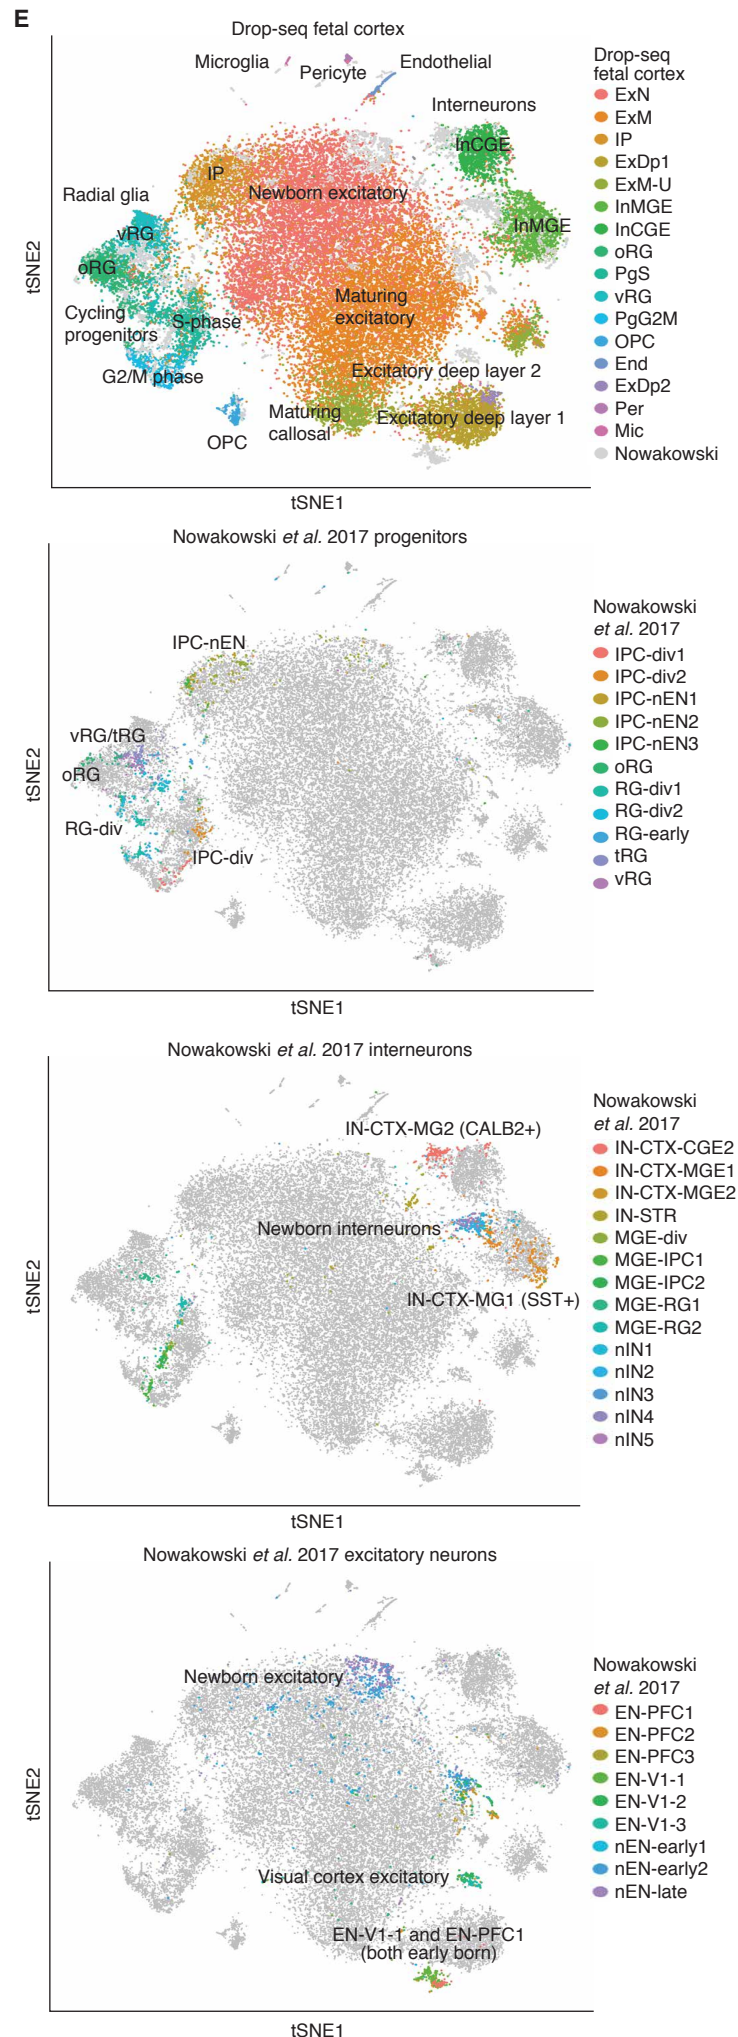 E
Drop-seq fetal cortex
Microglia
Pericyte
Endothelial
Interneurons
InCGE
IP
Newborn excitatory
Radial glia
vRG
InMGE
oRG
Maturing
excitatory
Cycling
progenitors
S-phase
G2/M phase
Excitatory deep layer 2
Maturing
callosal
Excitatory deep layer 1
OPC
tSNE2
tSNE1
Drop-seq
fetal cortex
ExN
ExM
IP
ExDp1
ExM-U
InMGE
InCGE
oRG
PgS
vRG
PgG2M
OPC
End
ExDp2
Per
Mic
Nowakowski
Nowakowski et al. 2017 progenitors
IPC-nEN
vRG/tRG
oRG
RG-div
IPC-div
tSNE2
tSNE1
Nowakowski
et al. 2017
IPC-div1
IPC-div2
IPC-nEN1
IPC-nEN2
IPC-nEN3
oRG
RG-div1
RG-div2
RG-early
tRG
vRG
Nowakowski et al. 2017 interneurons
IN-CTX-MG2 (CALB2+)
Newborn interneurons
IN-CTX-MG1 (SST+)
tSNE2
tSNE1
Nowakowski
et al. 2017
IN-CTX-CGE2
IN-CTX-MGE1
IN-CTX-MGE2
IN-STR
MGE-div
MGE-IPC1
MGE-IPC2
MGE-RG1
MGE-RG2
nIN1
nIN2
nIN3
nIN4
nIN5
Nowakowski et al. 2017 excitatory neurons
Newborn excitatory
Visual cortex excitatory
EN-V1-1 and EN-PFC1
(both early born)
tSNE2
tSNE1
Nowakowski
et al. 2017
EN-PFC1
EN-PFC2
EN-PFC3
EN-V1-1
EN-V1-2
EN-V1-3
nEN-early1
nEN-early2
nEN-late